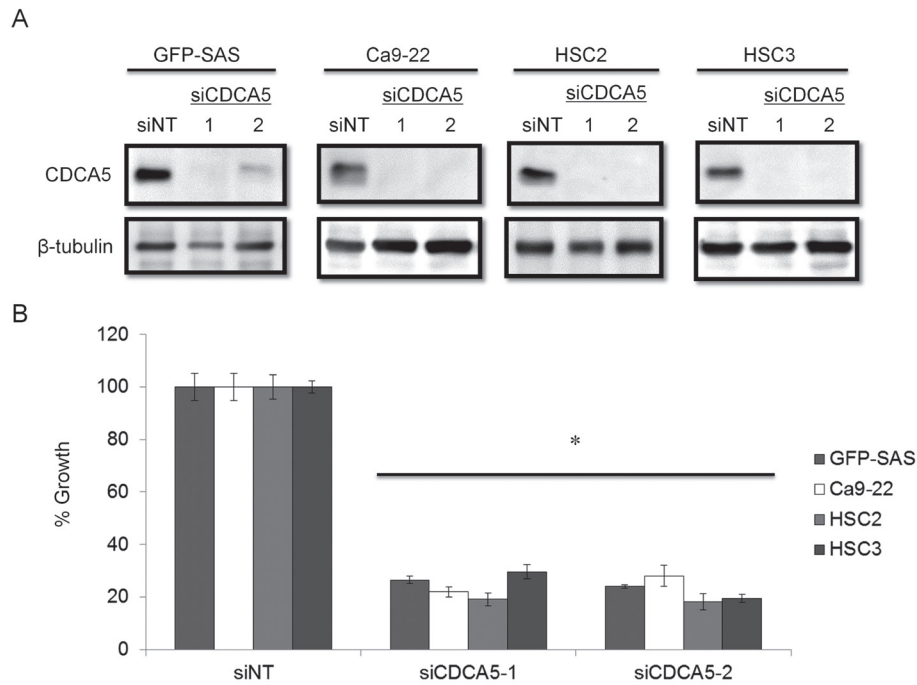 A
GFP-SAS Ca9-22 HSC2 HSC3
siCDCA5 siCDCA5 siCDCA5 siCDCA5
siNT 1 2 siNT 1 2 siNT 1 2 siNT 1 2
CDCA5
β-tubulin
B
120
100
80
60
40
20
0
% Growth
*
GFP-SAS
Ca9-22
HSC2
HSC3
siNT siCDCA5-1 siCDCA5-2